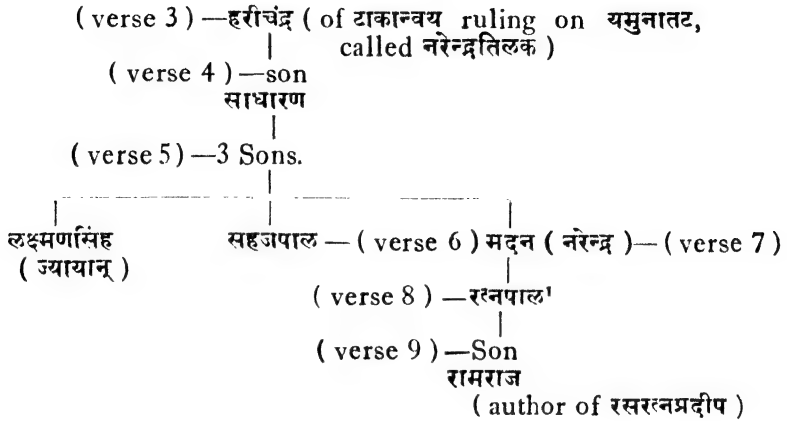 ( verse 3 ) —हरीचंद्र ( of टाकान्वय ruling on यमुनातट,
called नरेन्द्रतिलक )
( verse 4 ) —son
साधारण
( verse 5 ) —3 Sons.
लक्ष्मणसिंह सहजपाल — ( verse 6 ) मदन ( नरेन्द्र )— ( verse 7 )
( ज्यायान् )
( verse 8 ) —रत्नपाल¹
( verse 9 ) —Son
रामराज
( author of रसरत्नप्रदीप )